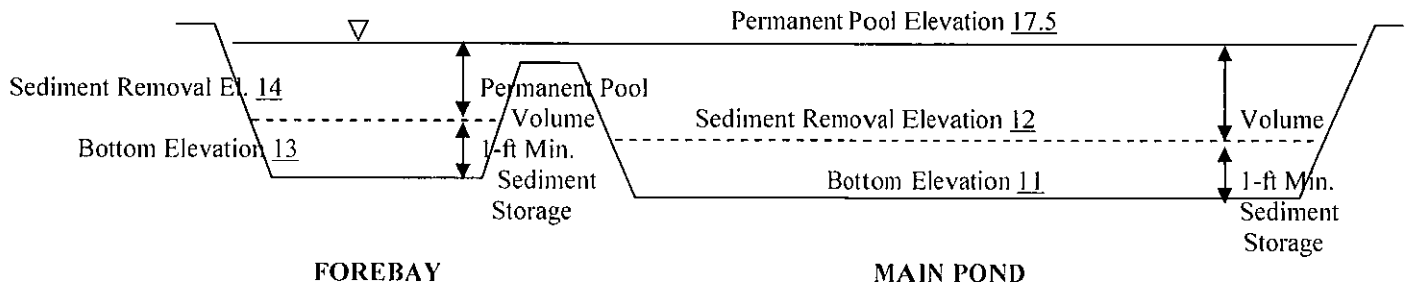 Permanent Pool Elevation 17.5
Sediment Removal El. 14
Permanent Pool
Volume
Sediment Removal Elevation 12
Volume
Bottom Elevation 13
1-ft Min.
Sediment
Storage
Bottom Elevation 11
1-ft Min.
Sediment
Storage
FOREBAY
MAIN POND